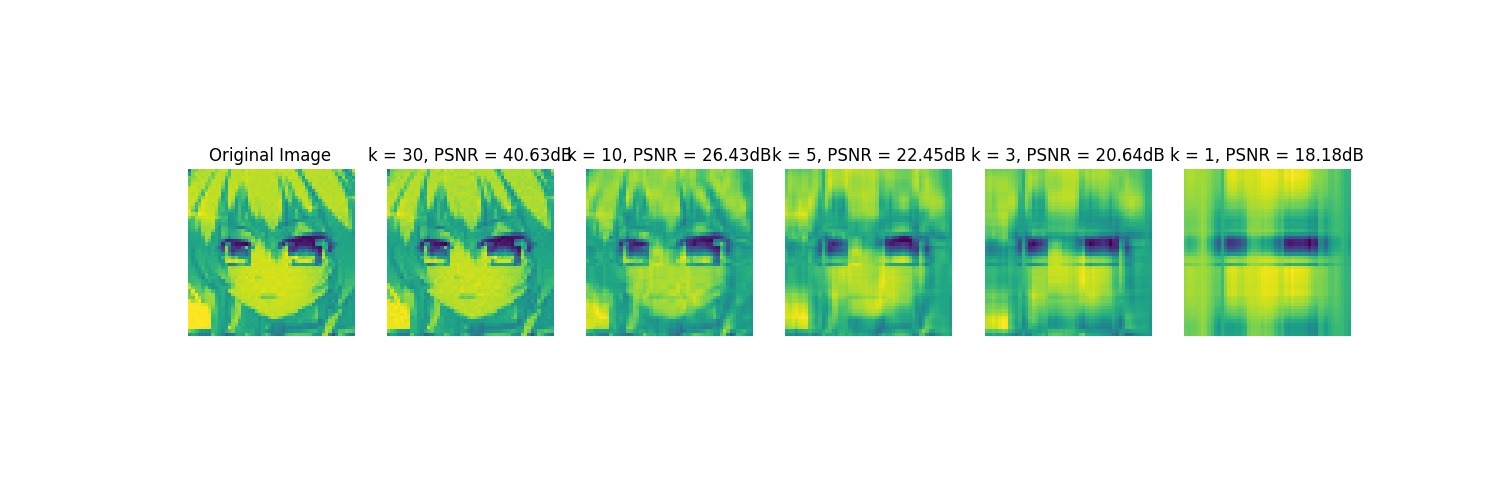 Original Image
k = 30, PSNR = 40.63dB
k = 10, PSNR = 26.43dB
k = 5, PSNR = 22.45dB
k = 3, PSNR = 20.64dB
k = 1, PSNR = 18.18dB